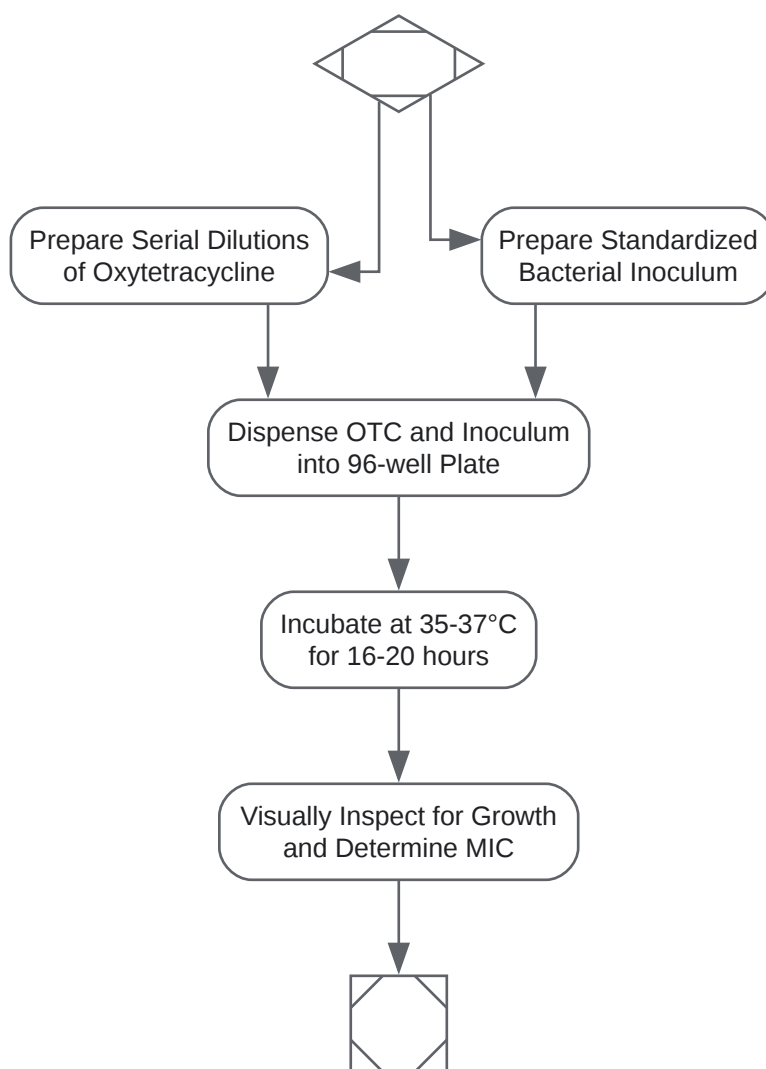 Prepare Serial Dilutions
of Oxytetracycline
Prepare Standardized
Bacterial Inoculum
Dispense OTC and Inoculum
into 96-well Plate
Incubate at 35-37°C
for 16-20 hours
Visually Inspect for Growth
and Determine MIC